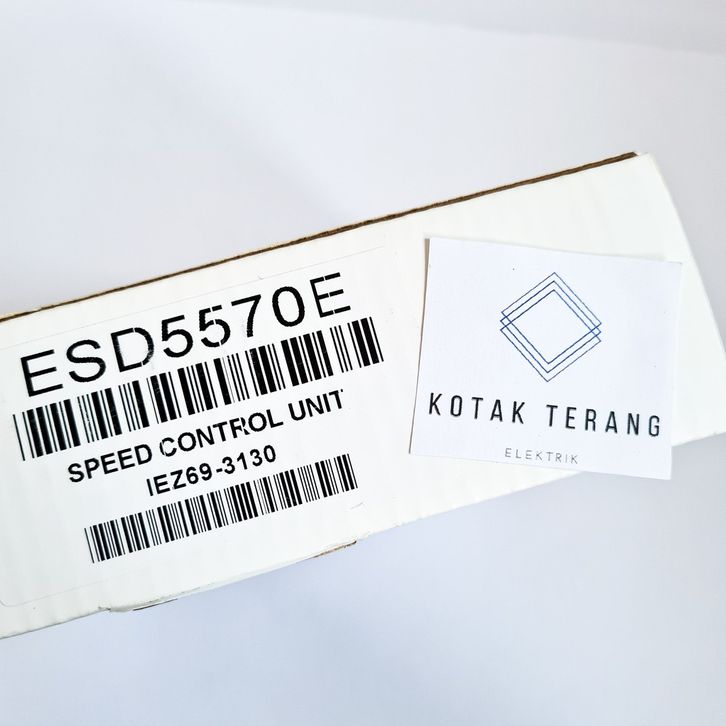 ESD5570E
SPEED CONTROL UNIT
IEZ69-3130
KOTAK TERANG
ELEKTRIK